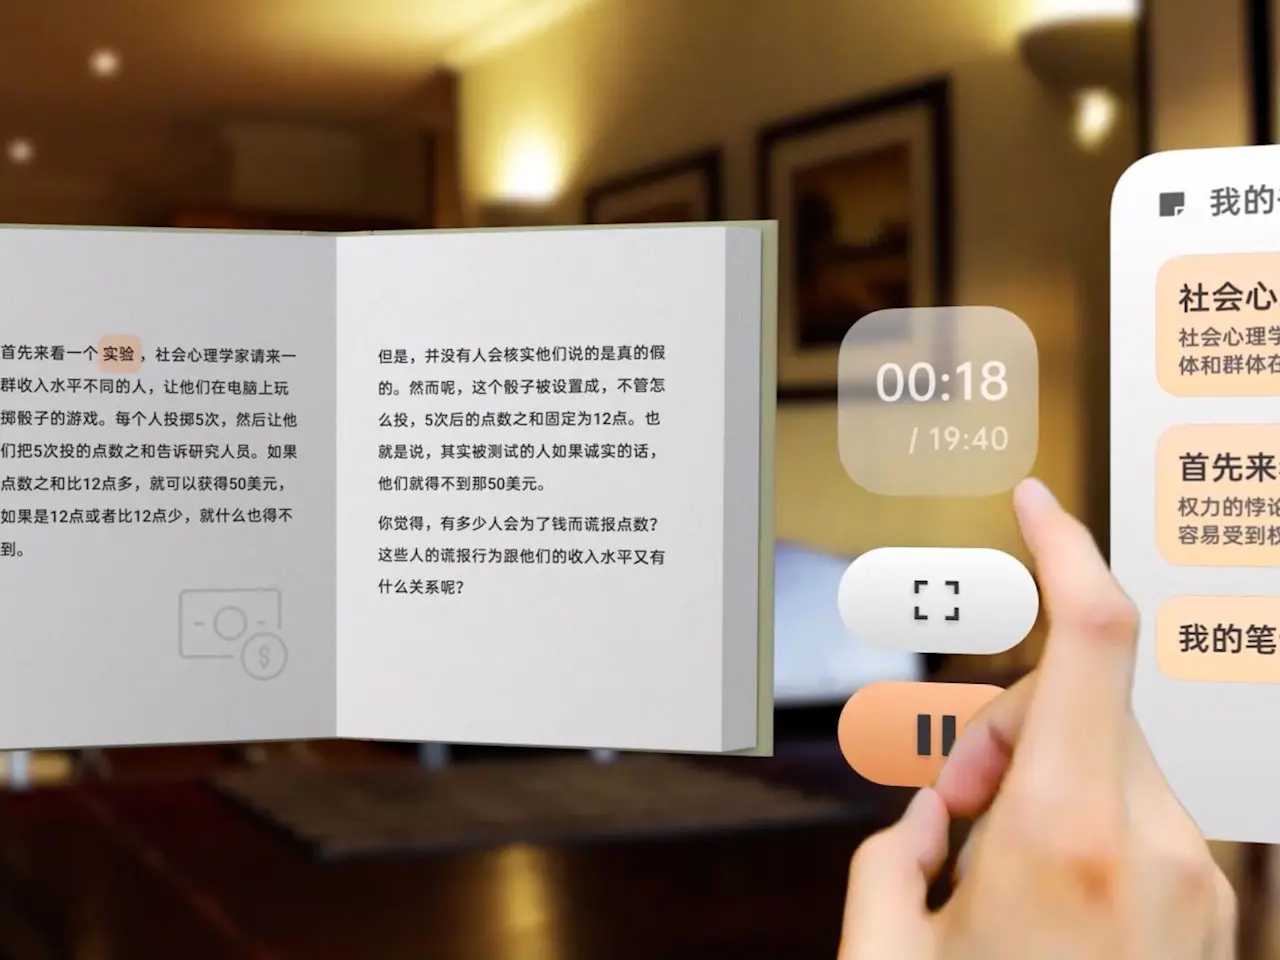 首先来看一个 实验 ，社会心理学家请来一
群收入水平不同的人，让他们在电脑上玩
掷骰子的游戏。每个人投掷5次，然后让他
们把5次投的点数之和告诉研究人员。如果
点数之和比12点多，就可以获得50美元，
如果是12点或者比12点少，就什么也得不
到。
但是，并没有人会核实他们说的是真的假
的。然而呢，这个骰子被设置成，不管怎
么投，5次后的点数之和固定为12点。也
就是说，其实被测试的人如果诚实的话，
他们就得不到那50美元。
你觉得，有多少人会为了钱而谎报点数？
这些人的谎报行为跟他们的收入水平又有
什么关系呢？
$
00:18
/ 19:40
我的
社会心
社会心理学
体和群体在
首先来
权力的悖论
容易受到权
我的笔